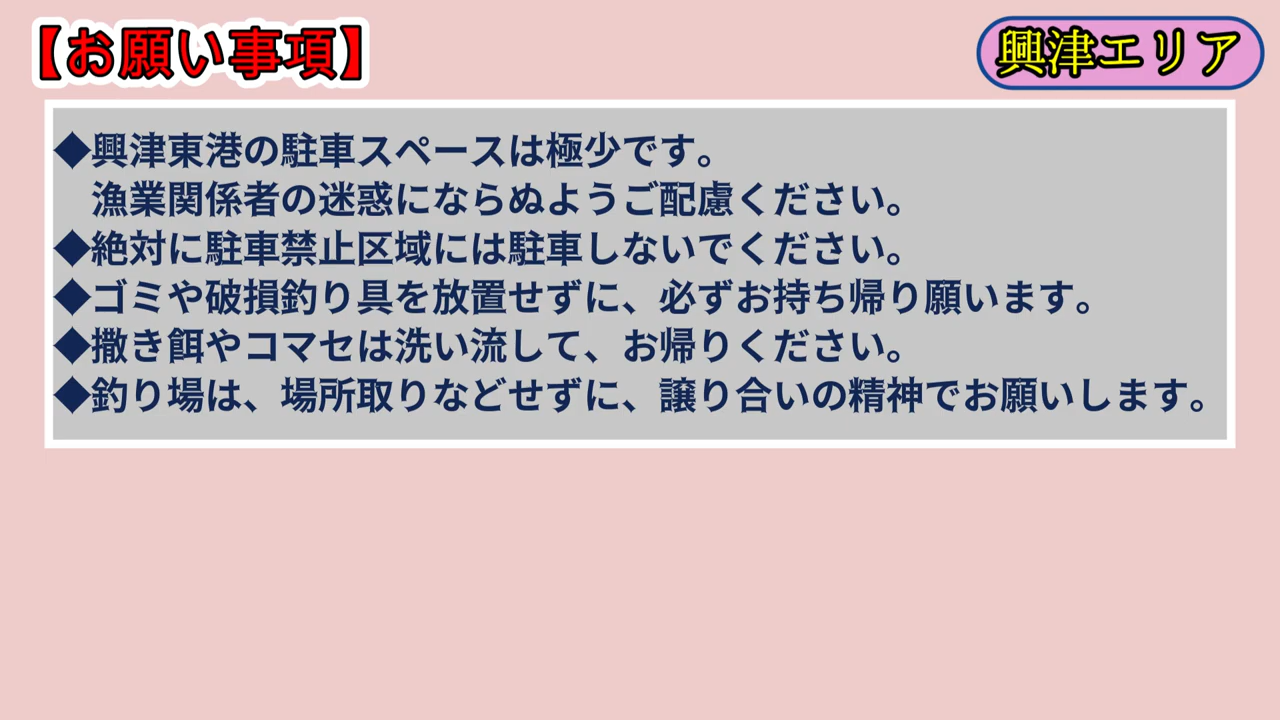 【お願い事項】
興津エリア
◆興津東港の駐車スペースは極少です。
漁業関係者の迷惑にならぬようご配慮ください。
◆絶対に駐車禁止区域には駐車しないでください。
◆ゴミや破損釣り具を放置せずに、必ずお持ち帰り願います。
◆撒き餌やコマセは洗い流して、お帰りください。
◆釣り場は、場所取りなどせずに、譲り合いの精神でお願いします。